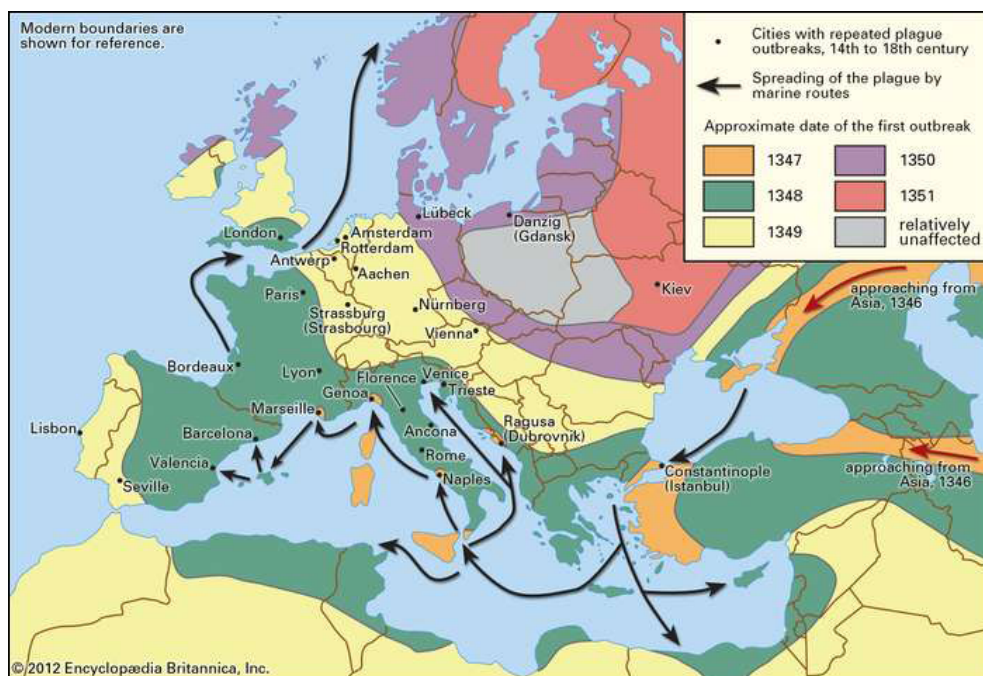 Modern boundaries are
shown for reference.
Cities with repeated plague
outbreaks, 14th to 18th century
Spreading of the plague by
marine routes
Approximate date of the first outbreak
1347
1350
1348
1351
1349
relatively
unaffected
London
Amsterdam
Rotterdam
Antwerp
Aachen
Lübeck
Danzig
(Gdansk)
Paris
Strassburg
(Strasbourg)
Nürnberg
Vienna
Kiev
approaching from
Asia, 1346
Bordeaux
Lyon
Florence
Venice
Trieste
Genoa
Marseille
Lisbon
Barcelona
Ancona
Ragusa
(Dubrovnik)
Valencia
Rome
Seville
Naples
Constantinople
(Istanbul)
approaching from
Asia, 1346
© 2012 Encyclopædia Britannica, Inc.